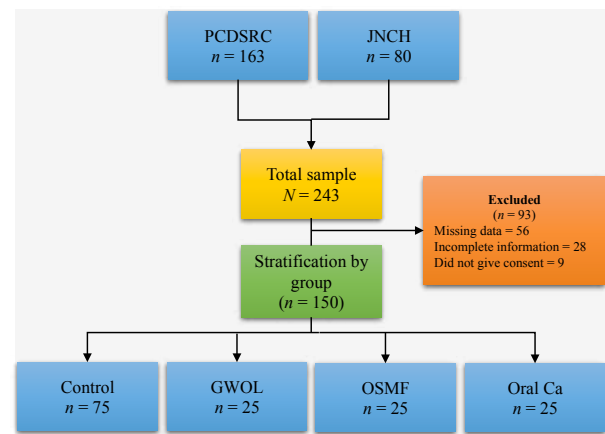 PCDSRC
n = 163
JNCH
n = 80
Total sample
N = 243
Excluded
(n = 93)
Missing data = 56
Incomplete information = 28
Did not give consent = 9
Stratification by
group
(n = 150)
Control
n = 75
GWOL
n = 25
OSMF
n = 25
Oral Ca
n = 25